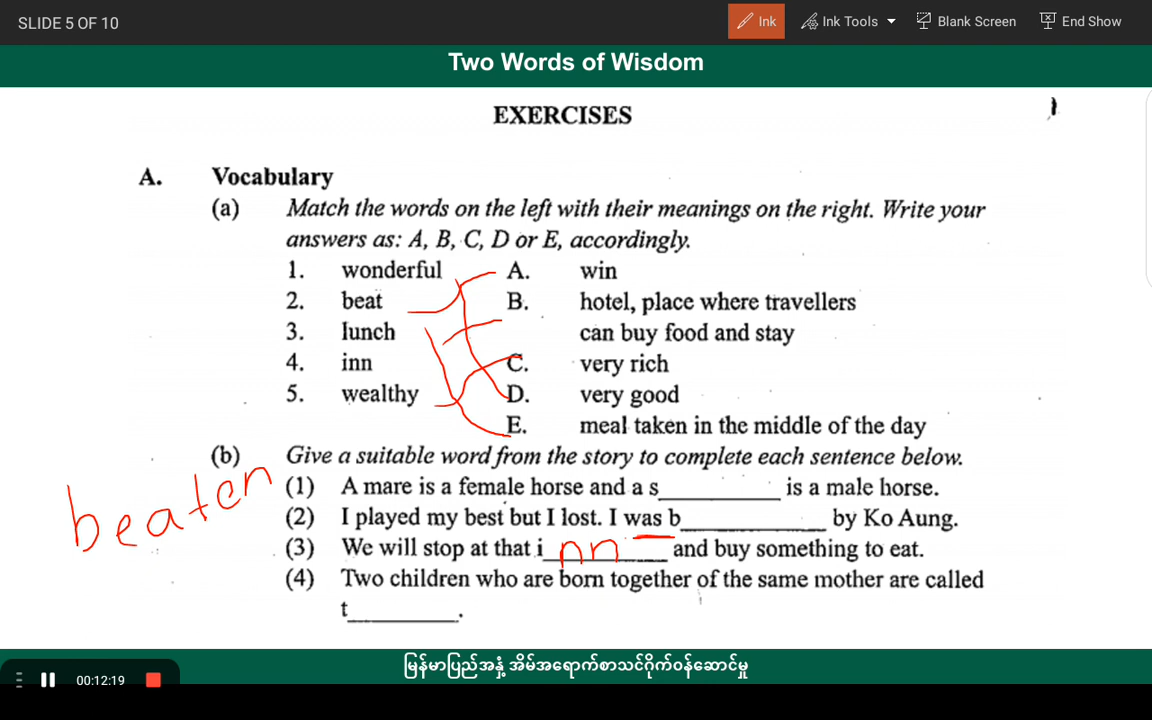 SLIDE 5 OF 10
Ink
Ink Tools
Blank Screen
End Show
Two Words of Wisdom
EXERCISES
A. Vocabulary
(a) Match the words on the left with their meanings on the right. Write your
answers as: A, B, C, D or E, accordingly.
1. wonderful A. win
2. beat B. hotel, place where travellers
3. lunch can buy food and stay
4. inn C. very rich
5. wealthy D. very good
E. meal taken in the middle of the day
(b) Give a suitable word from the story to complete each sentence below.
beaten
(1) A mare is a female horse and a s__________ is a male horse.
(2) I played my best but I lost. I was b__________ by Ko Aung.
(3) We will stop at that i nn and buy something to eat.
(4) Two children who are born together of the same mother are called
t__________.
မြန်မာပြည်အနှံ့ အိမ်အရောက်စာသင်ဂိုက်ဝန်ဆောင်မှု
00:12:19